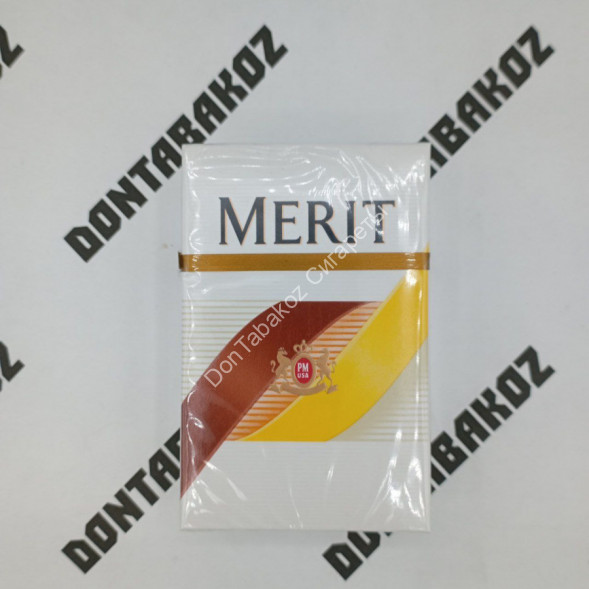 DONTABAKOZ
DONTABAKOZ
MERIT
DonTabakoz Сигареты
PM
USA
DONTABAKOZ
DONTABAKOZ